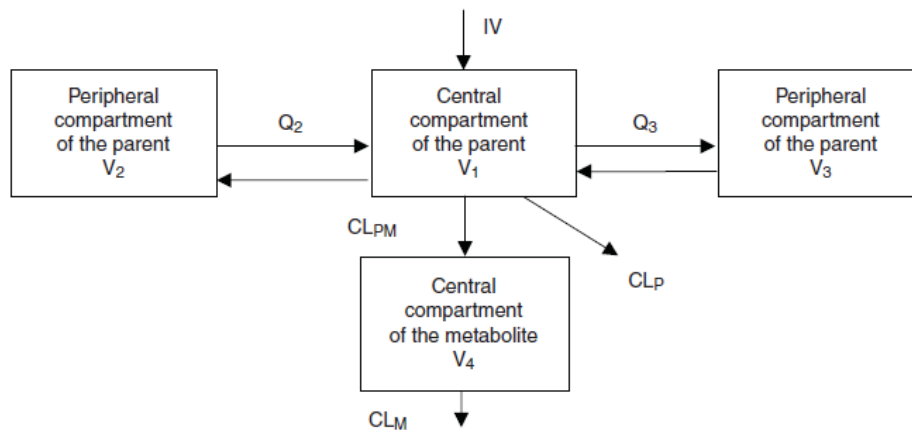 IV
Peripheral
compartment
of the parent
V2
Q2
Central
compartment
of the parent
V1
Q3
Peripheral
compartment
of the parent
V3
CLPM
CLP
Central
compartment
of the metabolite
V4
CLM